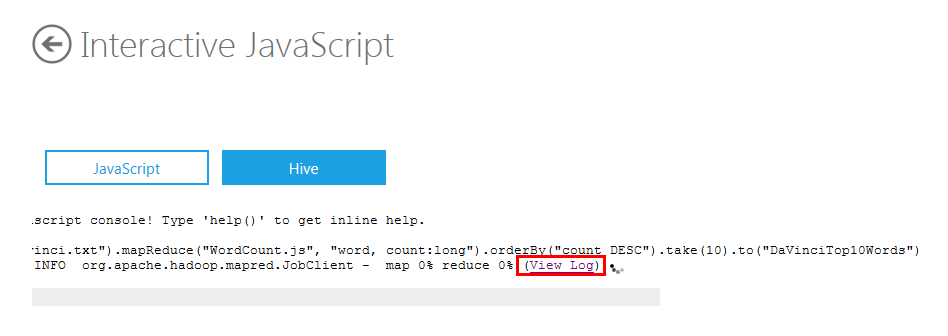 Interactive JavaScript
JavaScript
Hive
script console! Type 'help()' to get inline help.
vinci.txt").mapReduce("WordCount.js", "word, count:long").orderBy("count DESC").take(10).to("DaVinciTop10Words")
INFO org.apache.hadoop.mapred.JobClient - map 0% reduce 0% (View Log)